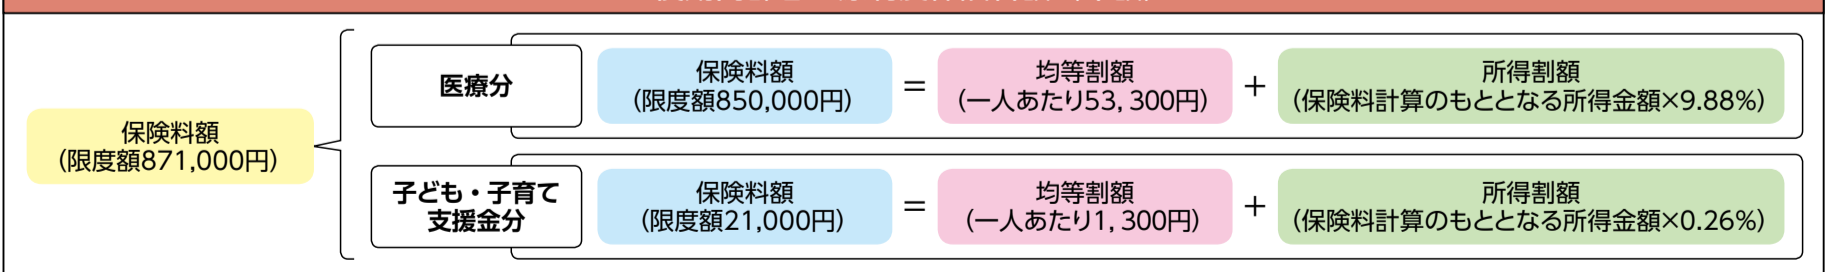 保険料額
(限度額871,000円)
医療分
保険料額
(限度額850,000円)
=
均等割額
(一人あたり53, 300円)
+
所得割額
(保険料計算のもととなる所得金額×9.88%)
子ども・子育て
支援金分
保険料額
(限度額21,000円)
=
均等割額
(一人あたり1, 300円)
+
所得割額
(保険料計算のもととなる所得金額×0.26%)